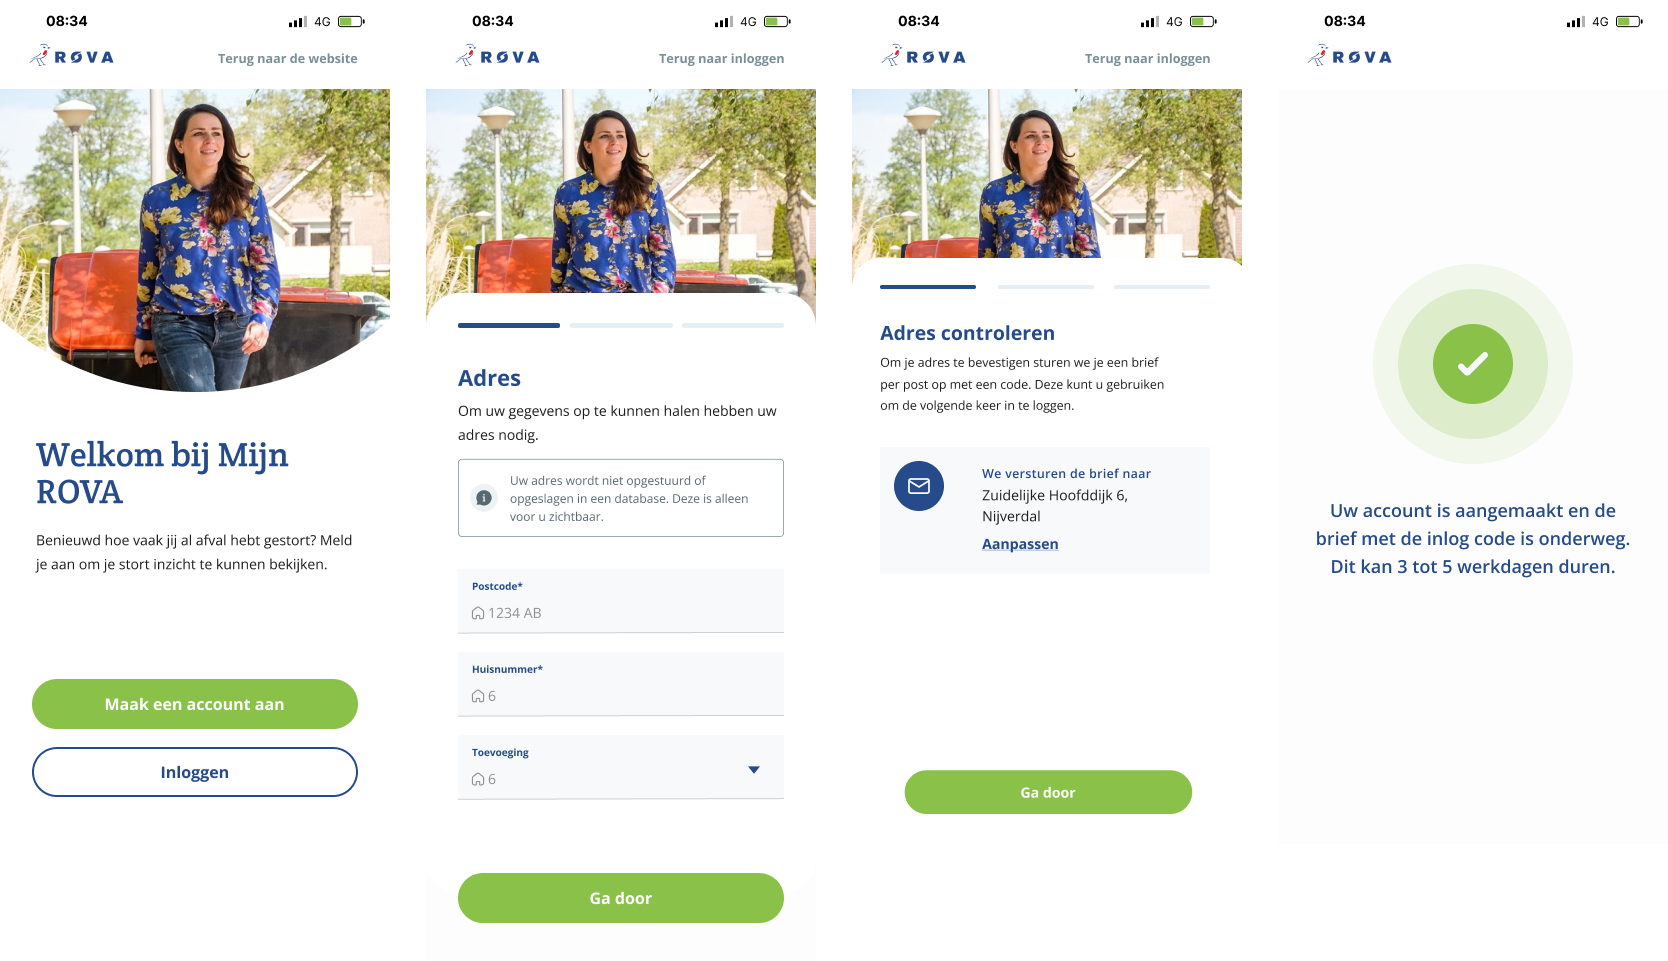 08:34
4G
RØVA
Terug naar de website
Welkom bij Mijn
ROVA
Benieuwd hoe vaak jij al afval hebt gestort? Meld
je aan om je stort inzicht te kunnen bekijken.
Maak een account aan
Inloggen
08:34
4G
RØVA
Terug naar inloggen
Adres
Om uw gegevens op te kunnen halen hebben uw
adres nodig.
Uw adres wordt niet opgestuurd of
opgeslagen in een database. Deze is alleen
voor u zichtbaar.
Postcode*
1234 AB
Huisnummer*
6
Toevoeging
6
Ga door
08:34
4G
RØVA
Terug naar inloggen
Adres controleren
Om je adres te bevestigen sturen we je een brief
per post op met een code. Deze kunt u gebruiken
om de volgende keer in te loggen.
We versturen de brief naar
Zuidelijke Hoofddijk 6,
Nijverdal
Aanpassen
Ga door
08:34
4G
RØVA
Uw account is aangemaakt en de
brief met de inlog code is onderweg.
Dit kan 3 tot 5 werkdagen duren.